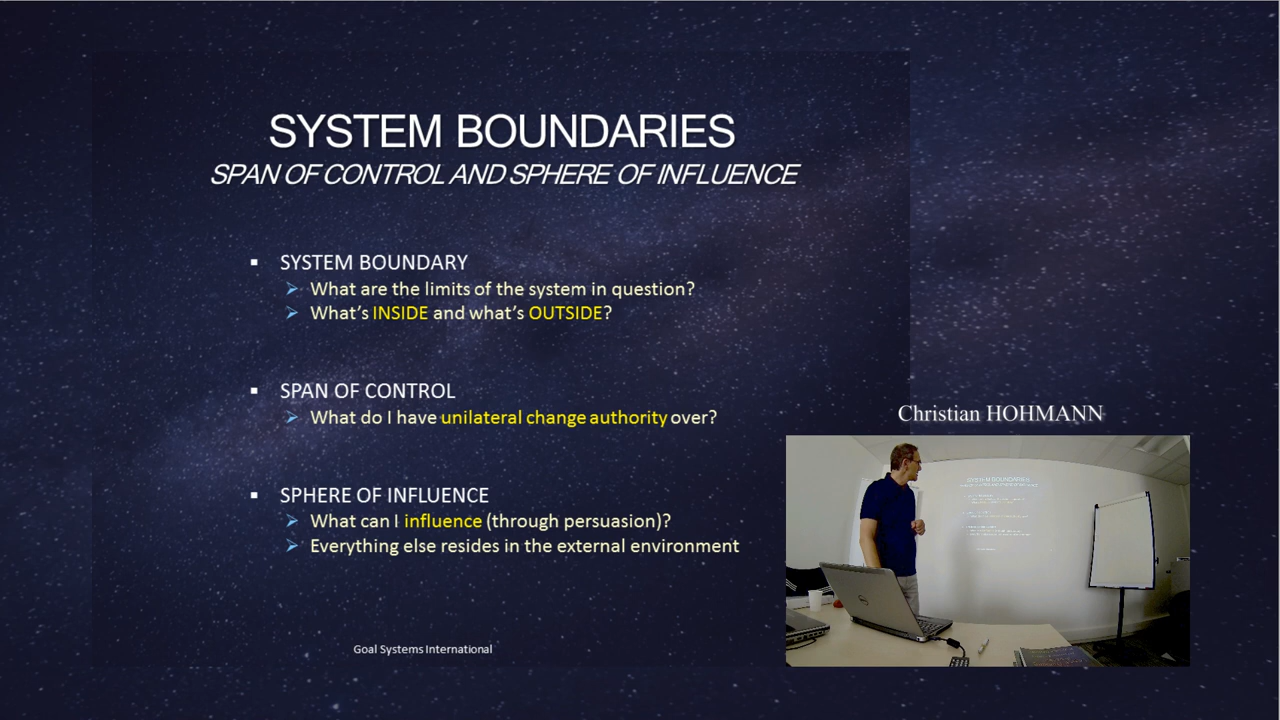 SYSTEM BOUNDARIES
SPAN OF CONTROL AND SPHERE OF INFLUENCE
▪ SYSTEM BOUNDARY
➢ What are the limits of the system in question?
➢ What's INSIDE and what's OUTSIDE?
▪ SPAN OF CONTROL
➢ What do I have unilateral change authority over?
▪ SPHERE OF INFLUENCE
➢ What can I influence (through persuasion)?
➢ Everything else resides in the external environment
Goal Systems International
Christian HOHMANN
SYSTEM BOUNDARIES